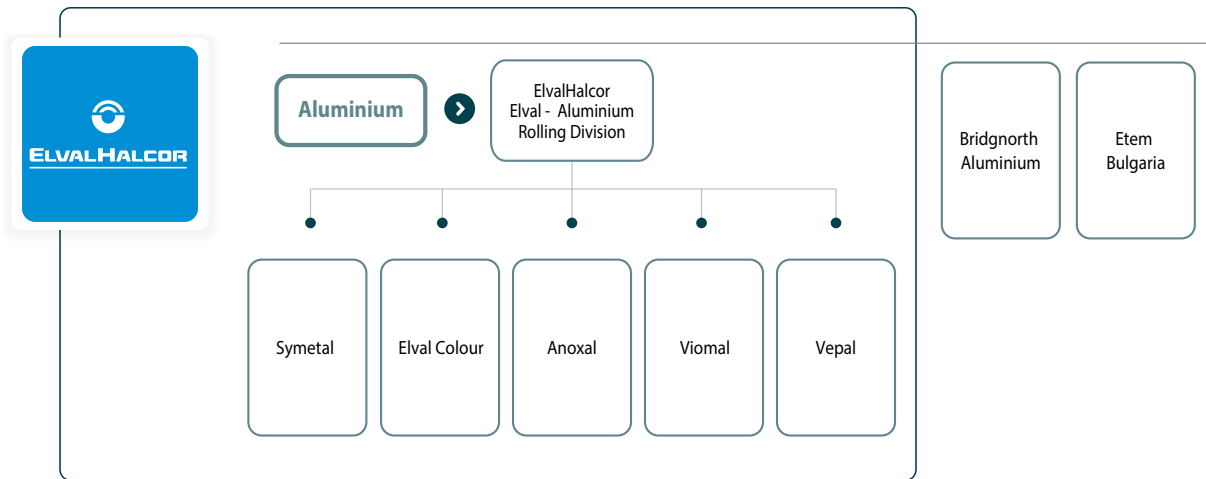 ELVALHALCOR
Aluminium
ElvalHalcor
Elval - Aluminium
Rolling Division
Bridgnorth
Aluminium
Etem
Bulgaria
Symetal
Elval Colour
Anoxal
Viomal
Vepal